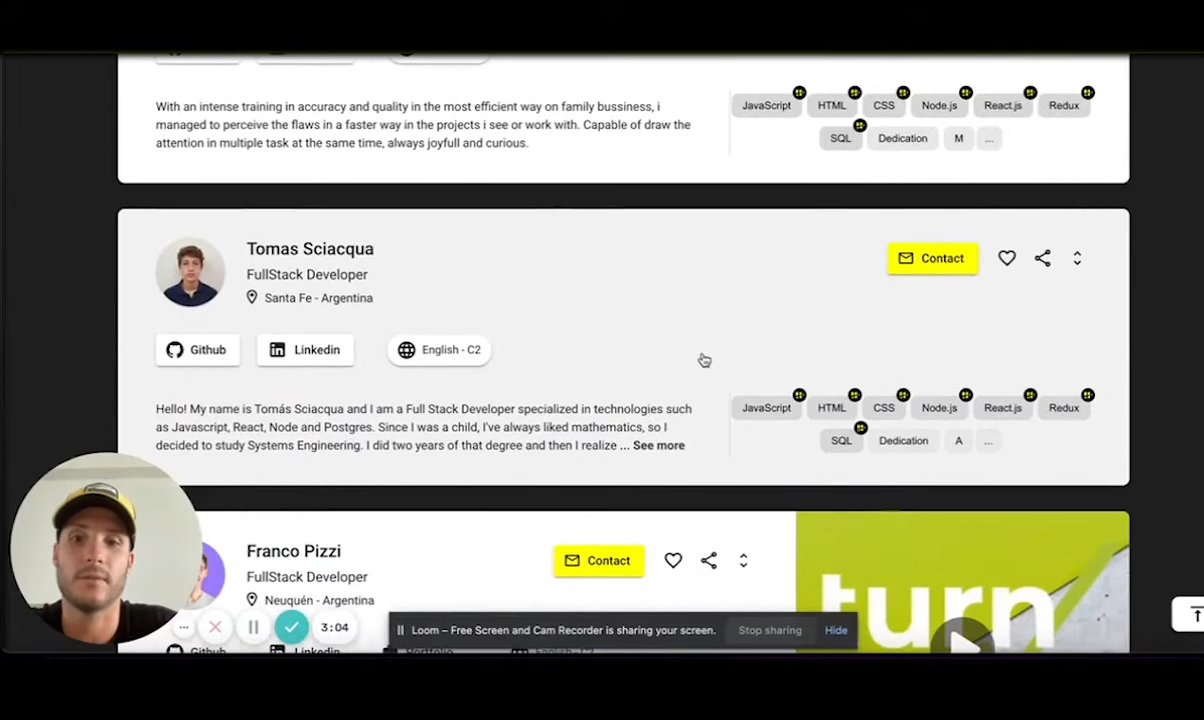 With an intense training in accuracy and quality in the most efficient way on family bussiness, i
managed to perceive the flaws in a faster way in the projects i see or work with. Capable of draw the
attention in multiple task at the same time, always joyfull and curious.
JavaScript HTML CSS Node.js React.js Redux
SQL Dedication M ...
Tomas Sciacqua
FullStack Developer
Santa Fe - Argentina
Contact
Github Linkedin English - C2
Hello! My name is Tomás Sciacqua and I am a Full Stack Developer specialized in technologies such
as Javascript, React, Node and Postgres. Since I was a child, I've always liked mathematics, so I
decided to study Systems Engineering. I did two years of that degree and then I realize ... See more
JavaScript HTML CSS Node.js React.js Redux
SQL Dedication A ...
Franco Pizzi
FullStack Developer
Neuquén - Argentina
Contact
Github Linkedin Portfolio
turn
... 3:04
Loom – Free Screen and Cam Recorder is sharing your screen. Stop sharing Hide